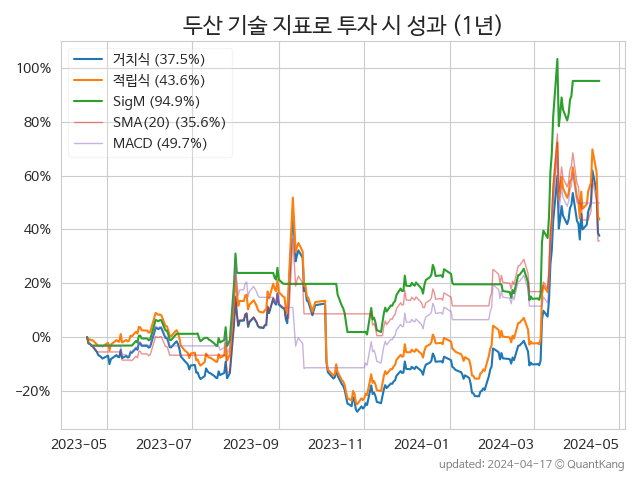 두산 기술 지표로 투자 시 성과 (1년)
거치식 (37.5%)
적립식 (43.6%)
SigM (94.9%)
SMA(20) (35.6%)
MACD (49.7%)
100%
80%
60%
40%
20%
0%
−20%
2023-05 2023-07 2023-09 2023-11 2024-01 2024-03 2024-05
updated: 2024-04-17 © QuantKang